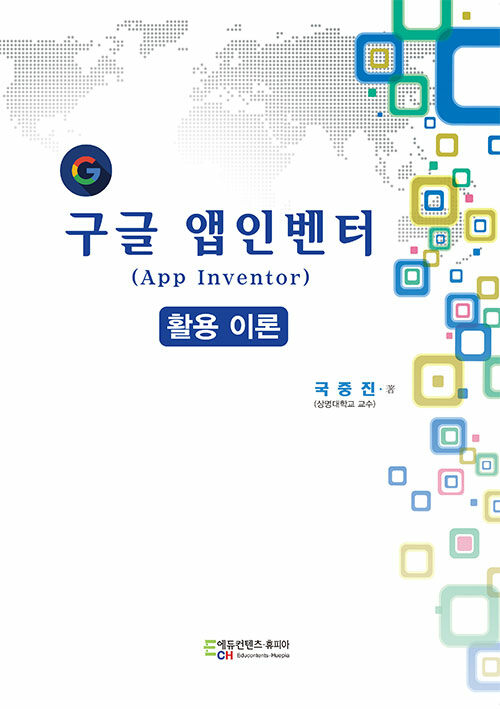 구글 앱인벤터
(App Inventor)
활용 이론
국중진·著
(상명대학교 교수)
에듀컨텐츠·휴피아
ECH Educontents·Huepia